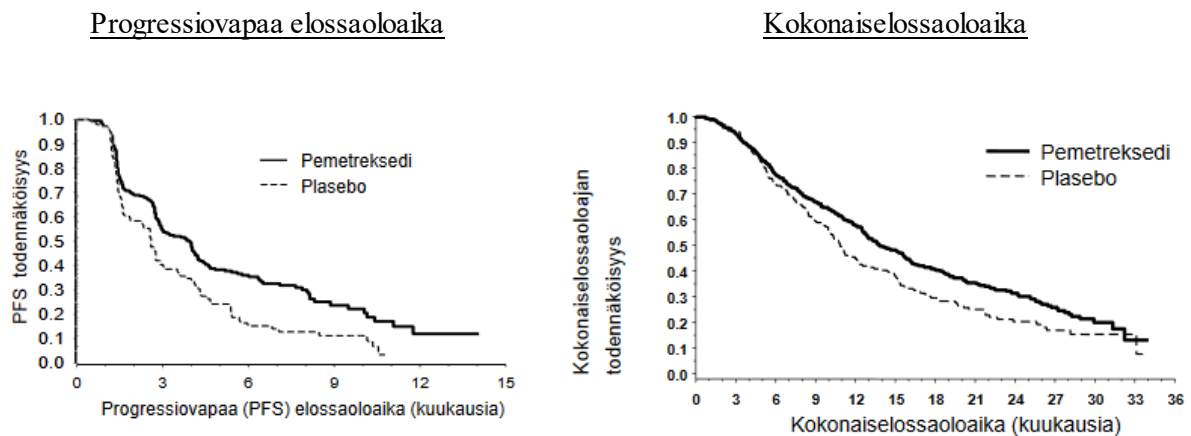 Progressiovapaa elossaoloaika
PFS todennäköisyys
1.0
0.9
0.8
0.7
0.6
0.5
0.4
0.3
0.2
0.1
0.0
Pemetreksedi
Plasebo
0 3 6 9 12 15
Progressiovapaa (PFS) elossaoloaika (kuukausia)
Kokonaiselossaoloaika
Kokonaiselossaoloajan
todennäköisyys
1.0
0.9
0.8
0.7
0.6
0.5
0.4
0.3
0.2
0.1
0.0
Pemetreksedi
Plasebo
0 3 6 9 12 15 18 21 24 27 30 33 36
Kokonaiselossaoloaika (kuukausia)